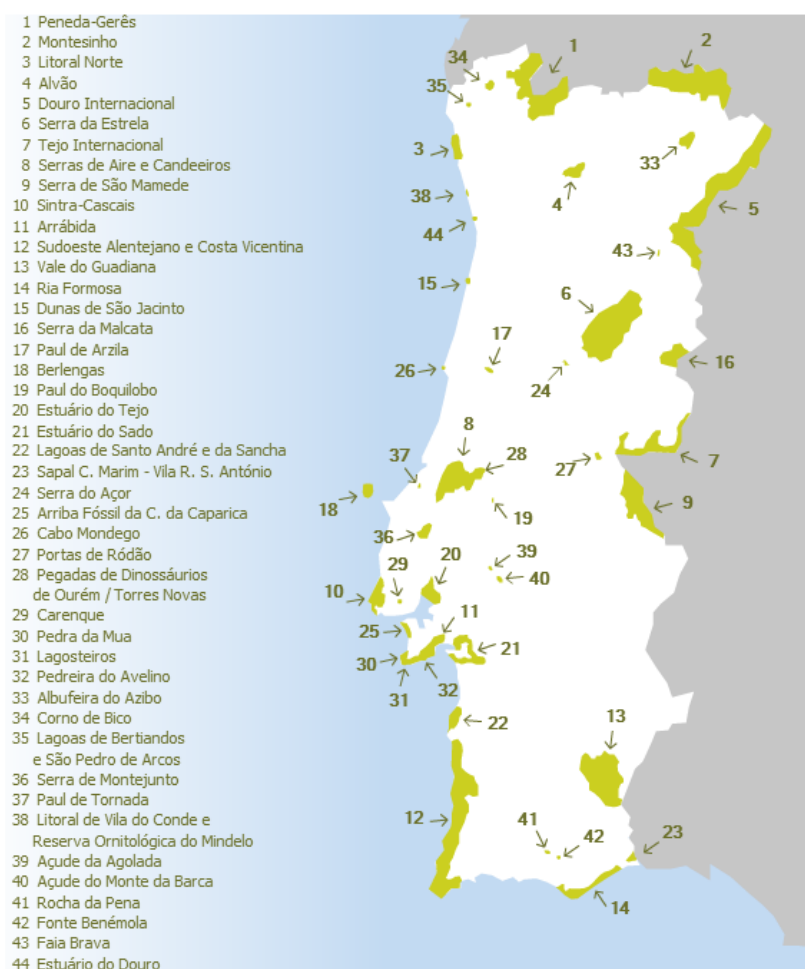 1 Peneda-Gerês
2 Montesinho
3 Litoral Norte
4 Alvão
5 Douro Internacional
6 Serra da Estrela
7 Tejo Internacional
8 Serras de Aire e Candeeiros
9 Serra de São Mamede
10 Sintra-Cascais
11 Arrábida
12 Sudoeste Alentejano e Costa Vicentina
13 Vale do Guadiana
14 Ria Formosa
15 Dunas de São Jacinto
16 Serra da Malcata
17 Paul de Arzila
18 Berlengas
19 Paul do Boquilobo
20 Estuário do Tejo
21 Estuário do Sado
22 Lagoas de Santo André e da Sancha
23 Sapal C. Marim - Vila R. S. António
24 Serra do Açor
25 Arriba Fóssil da C. da Caparica
26 Cabo Mondego
27 Portas de Ródão
28 Pegadas de Dinossáurios
de Ourém / Torres Novas
29 Carenque
30 Pedra da Mua
31 Lagosteiros
32 Pedreira do Avelino
33 Albufeira do Azibo
34 Corno de Bico
35 Lagoas de Bertiandos
e São Pedro de Arcos
36 Serra de Montejunto
37 Paul de Tornada
38 Litoral de Vila do Conde e
Reserva Ornitológica do Mindelo
39 Açude da Agolada
40 Açude do Monte da Barca
41 Rocha da Pena
42 Fonte Benémola
43 Faia Brava
44 Estuário do Douro
34
1
2
35
3
33
4
38
5
44
43
15
6
17
16
26
24
8
37
28
7
27
18
9
19
36
39
29
20
40
10
11
25
21
30
31
32
22
13
12
41
42
23
14